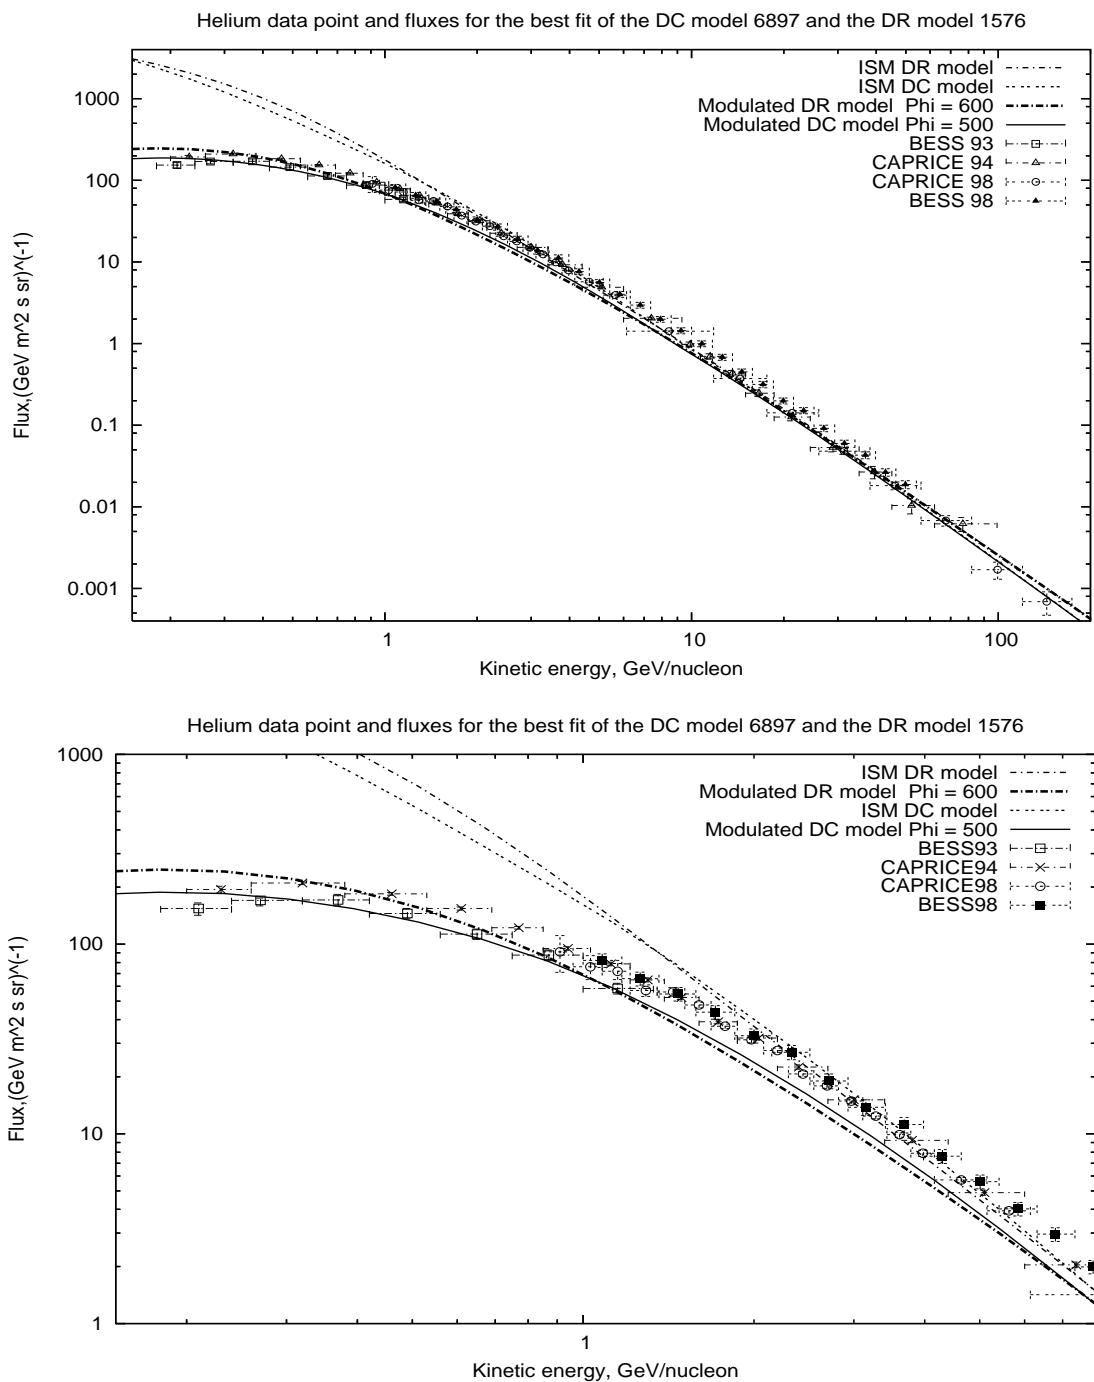 Helium data point and fluxes for the best fit of the DC model 6897 and the DR model 1576
ISM DR model
ISM DC model
Modulated DR model Phi = 600
Modulated DC model Phi = 500
BESS 93
CAPRICE 94
CAPRICE 98
BESS 98
1000
100
10
1
0.1
0.01
0.001
Flux,(GeV m^2 s sr)^(-1)
1
10
100
Kinetic energy, GeV/nucleon
Helium data point and fluxes for the best fit of the DC model 6897 and the DR model 1576
ISM DR model
Modulated DR model Phi = 600
ISM DC model
Modulated DC model Phi = 500
BESS93
CAPRICE94
CAPRICE98
BESS98
1000
100
10
1
Flux,(GeV m^2 s sr)^(-1)
1
Kinetic energy, GeV/nucleon